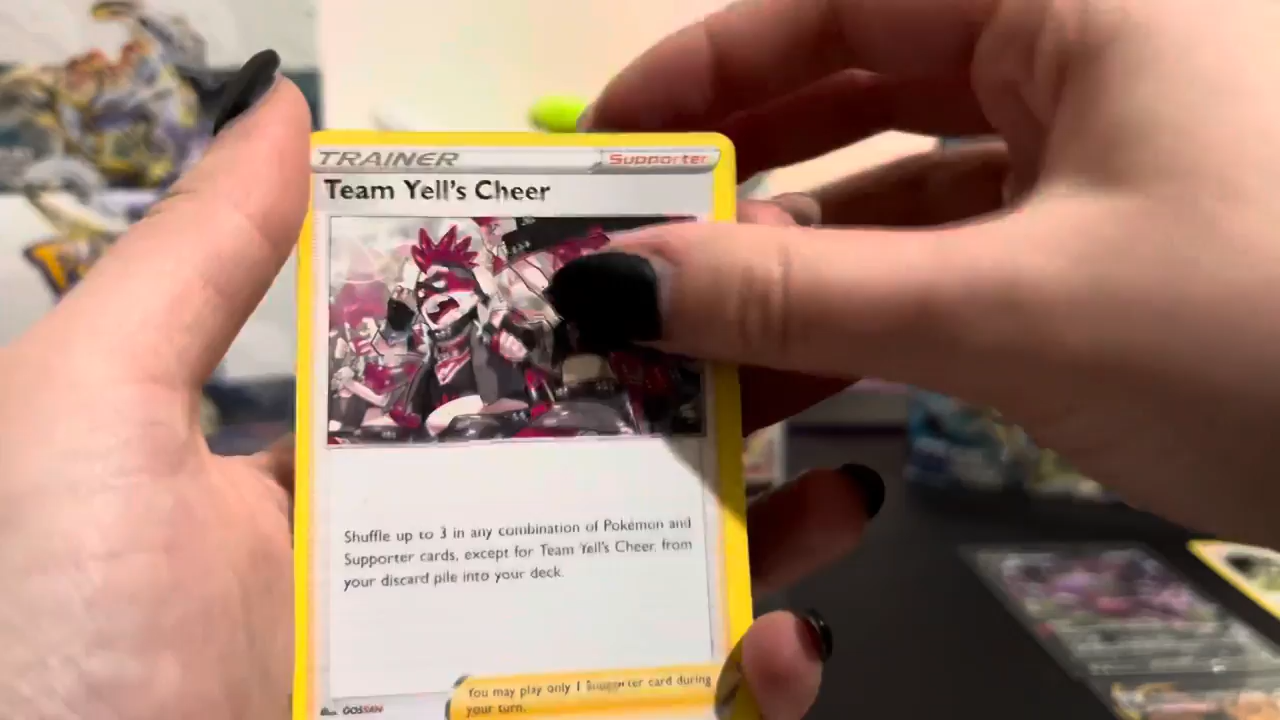 TRAINER Supporter
Team Yell's Cheer
Shuffle up to 3 in any combination of Pokémon and
Supporter cards, except for Team Yell's Cheer, from
your discard pile into your deck.
You may play only 1 Supporter card during
your turn.
GOSSAN